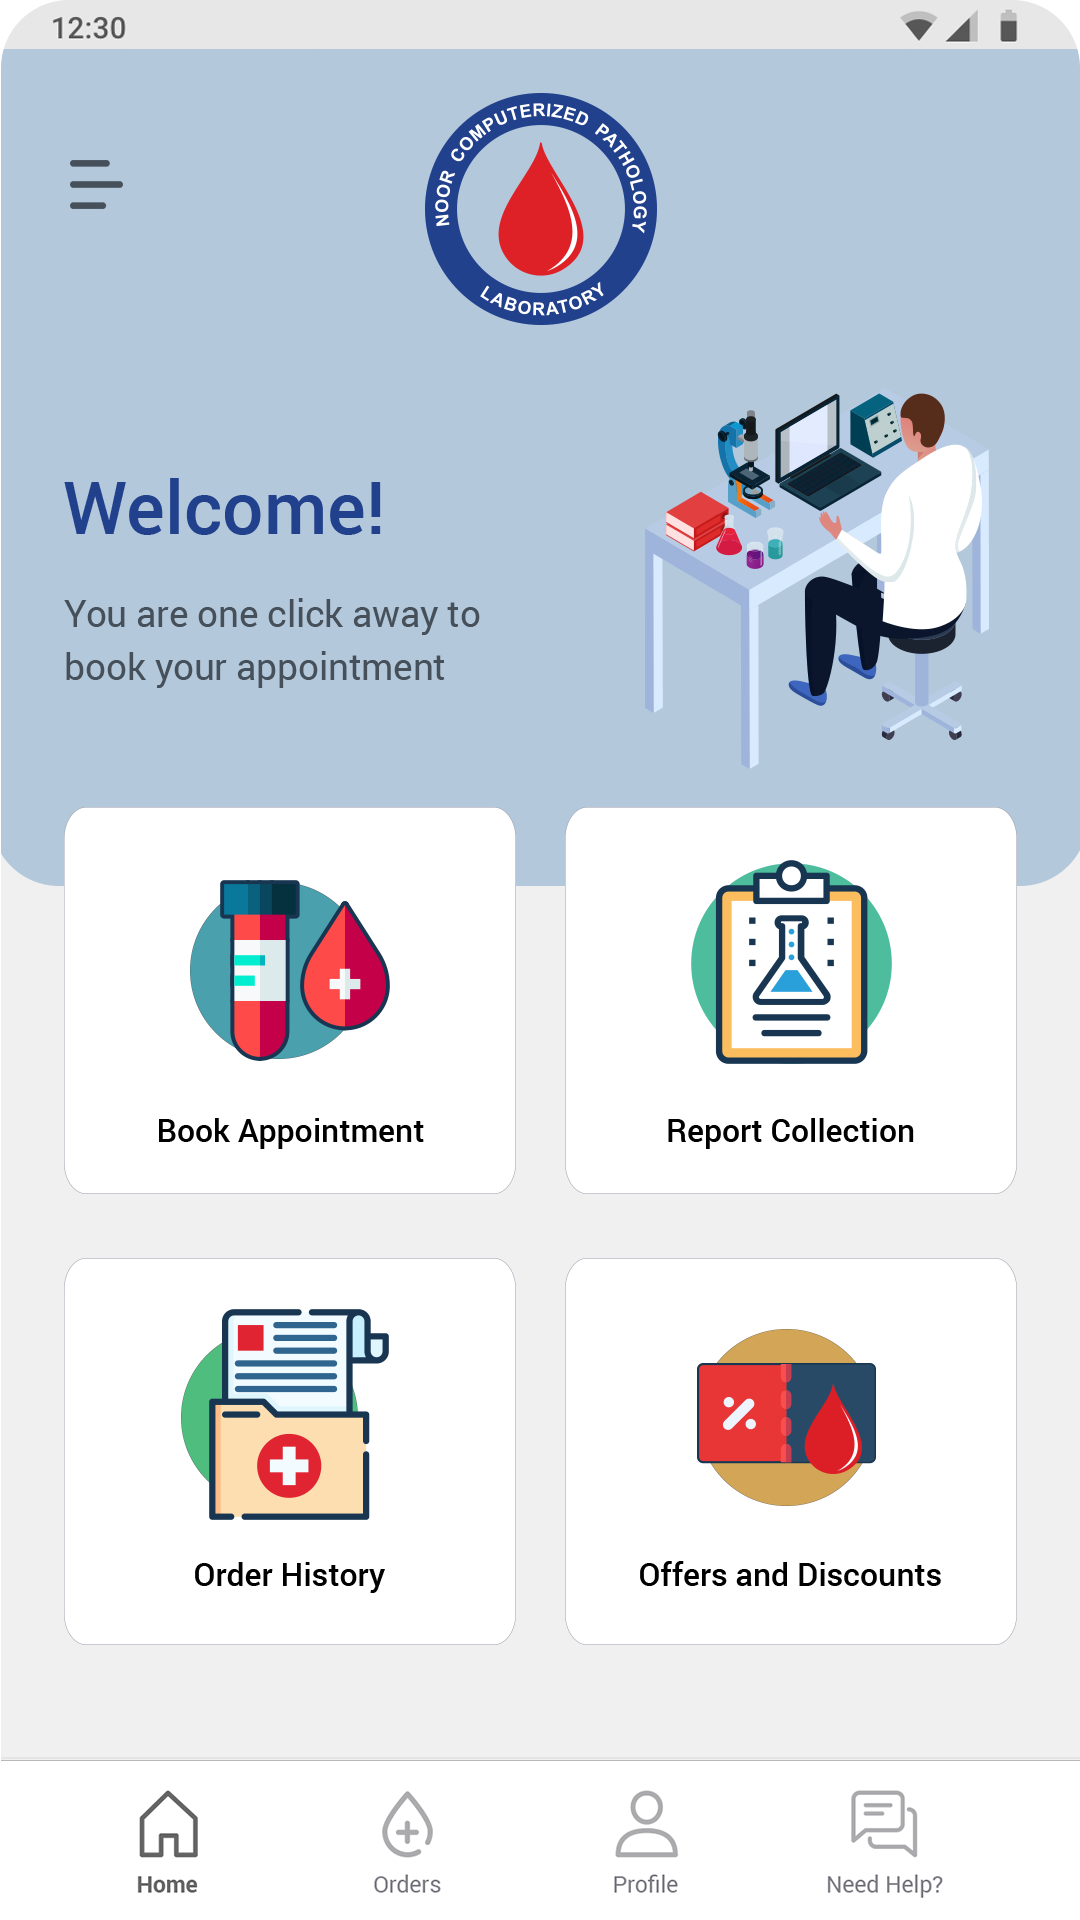 12:30
NOOR COMPUTERIZED PATHOLOGY
LABORATORY
Welcome!
You are one click away to
book your appointment
Book Appointment
Report Collection
Order History
Offers and Discounts
Home
Orders
Profile
Need Help?